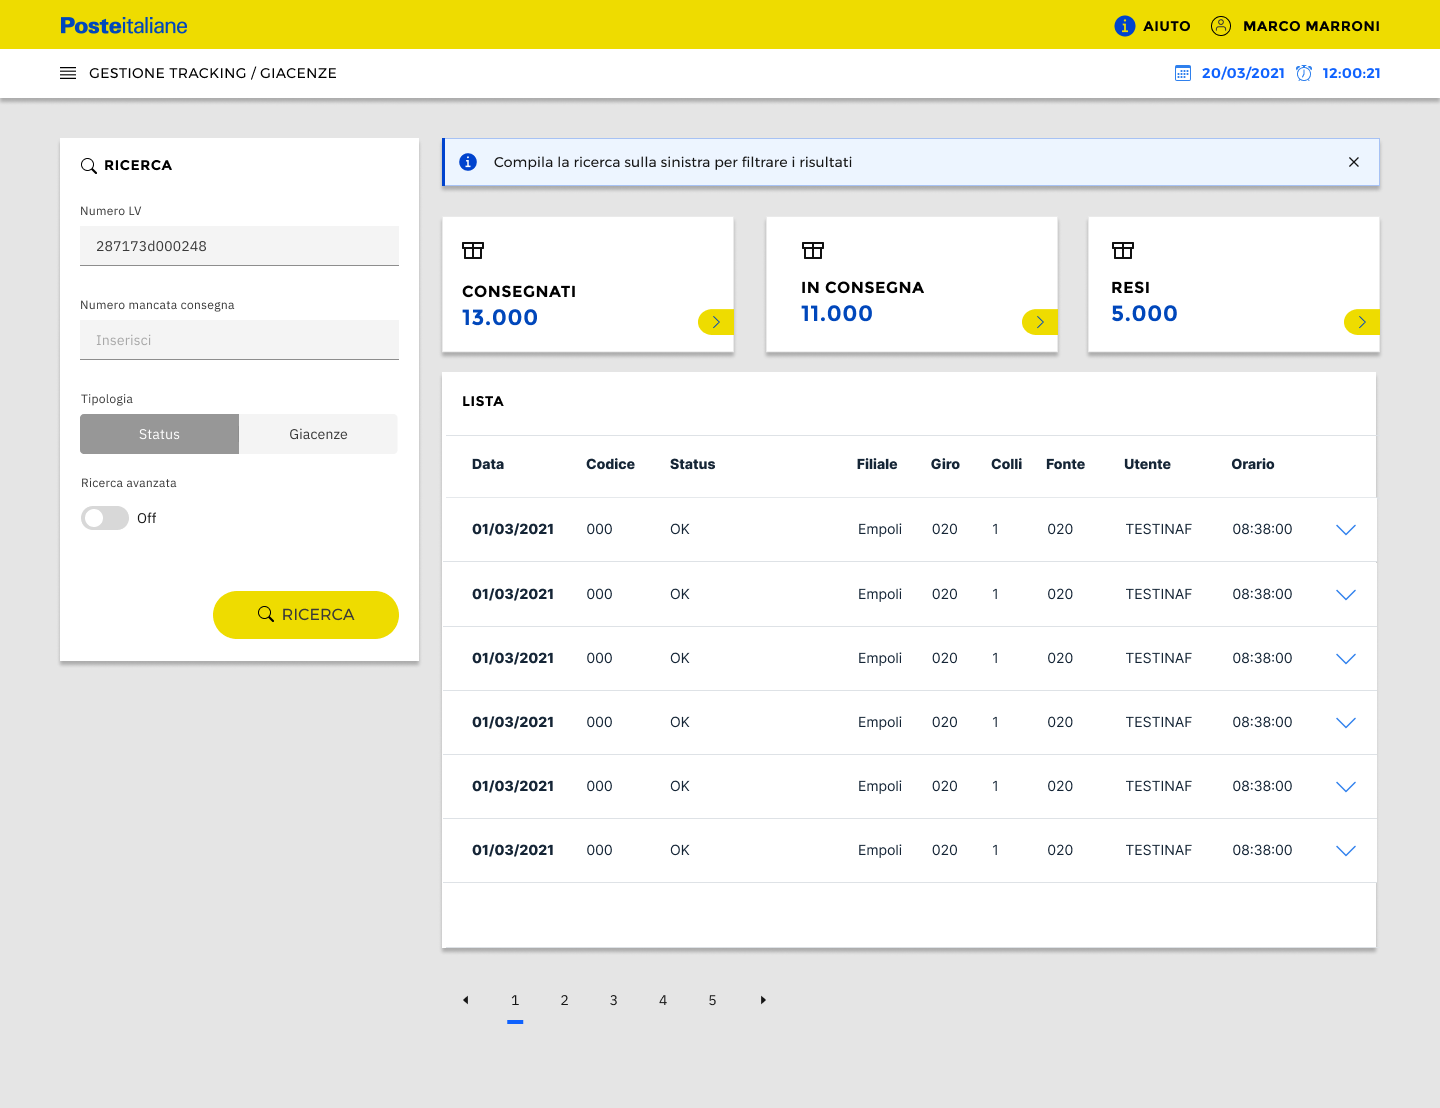 Posteitaliane
AIUTO
MARCO MARRONI
GESTIONE TRACKING / GIACENZE
20/03/2021
12:00:21
RICERCA
Numero LV
287173d000248
Numero mancata consegna
Inserisci
Tipologia
Status Giacenze
Ricerca avanzata
Off
RICERCA
Compila la ricerca sulla sinistra per filtrare i risultati
CONSEGNATI
13.000
IN CONSEGNA
11.000
RESI
5.000
LISTA
Data Codice Status Filiale Giro Colli Fonte Utente Orario
01/03/2021 000 OK Empoli 020 1 020 TESTINAF 08:38:00
01/03/2021 000 OK Empoli 020 1 020 TESTINAF 08:38:00
01/03/2021 000 OK Empoli 020 1 020 TESTINAF 08:38:00
01/03/2021 000 OK Empoli 020 1 020 TESTINAF 08:38:00
01/03/2021 000 OK Empoli 020 1 020 TESTINAF 08:38:00
01/03/2021 000 OK Empoli 020 1 020 TESTINAF 08:38:00
1 2 3 4 5